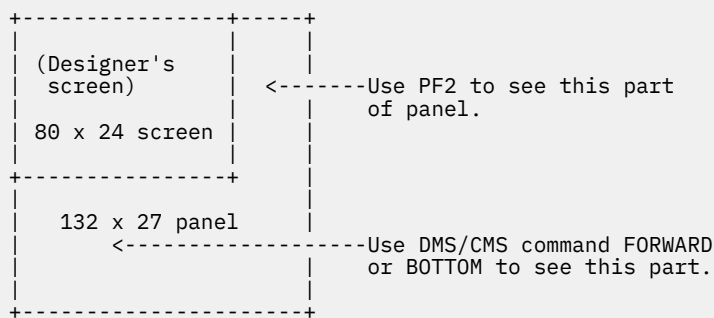 (Designer's
screen)
<-------Use PF2 to see this part
of panel.
80 x 24 screen
132 x 27 panel
<-----------------Use DMS/CMS command FORWARD
or BOTTOM to see this part.